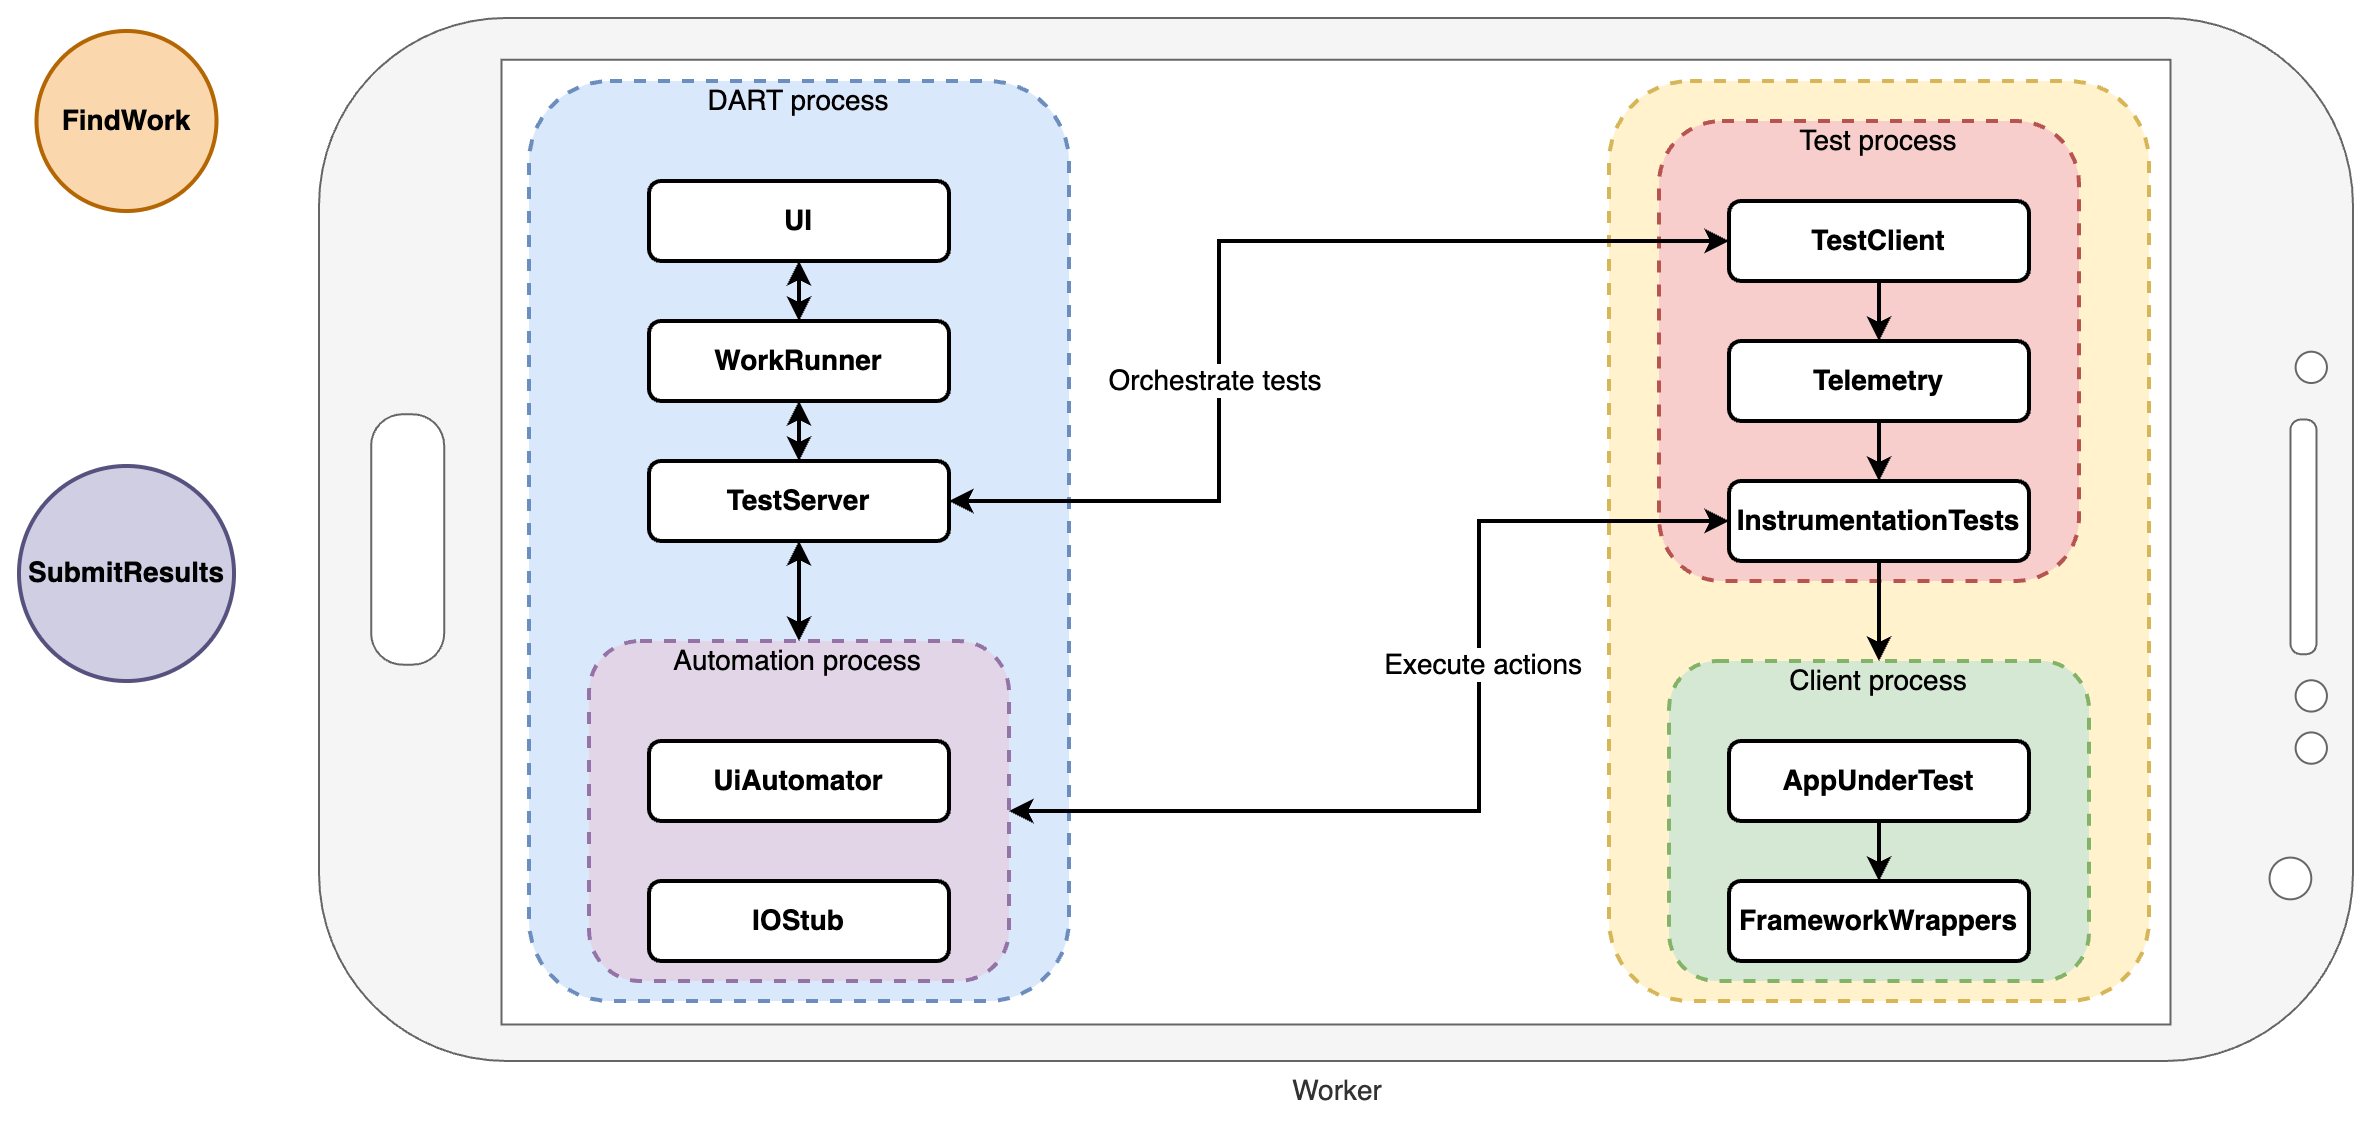 FindWork
SubmitResults
DART process
UI
WorkRunner
TestServer
Automation process
UiAutomator
IOStub
Orchestrate tests
Execute actions
Test process
TestClient
Telemetry
InstrumentationTests
Client process
AppUnderTest
FrameworkWrappers
Worker